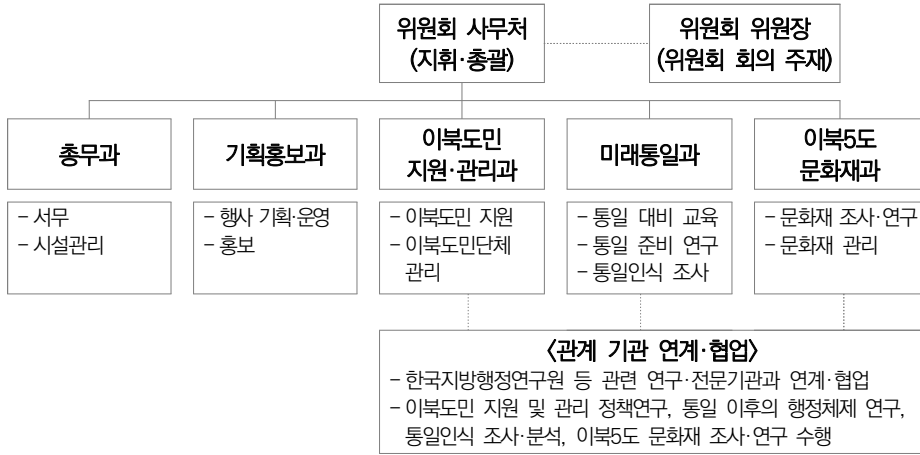 위원회 사무처
(지휘·총괄)
위원회 위원장
(위원회 회의 주재)
총무과
기획홍보과
이북도민
지원·관리과
미래통일과
이북5도
문화재과
- 서무
- 시설관리
- 행사 기획·운영
- 홍보
- 이북도민 지원
- 이북도민단체
관리
- 통일 대비 교육
- 통일 준비 연구
- 통일인식 조사
- 문화재 조사·연구
- 문화재 관리
<관계 기관 연계·협업>
- 한국지방행정연구원 등 관련 연구·전문기관과 연계·협업
- 이북도민 지원 및 관리 정책연구, 통일 이후의 행정체제 연구,
통일인식 조사·분석, 이북5도 문화재 조사·연구 수행